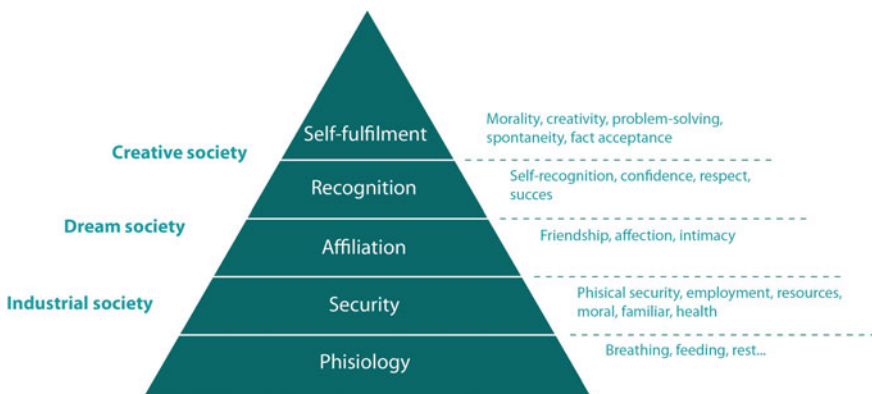 Self-fulfilment
Morality, creativity, problem-solving,
spontaneity, fact acceptance
Creative society
Recognition
Self-recognition, confidence, respect,
succes
Dream society
Affiliation
Friendship, affection, intimacy
Industrial society
Security
Phisical security, employment, resources,
moral, familiar, health
Phisiology
Breathing, feeding, rest...